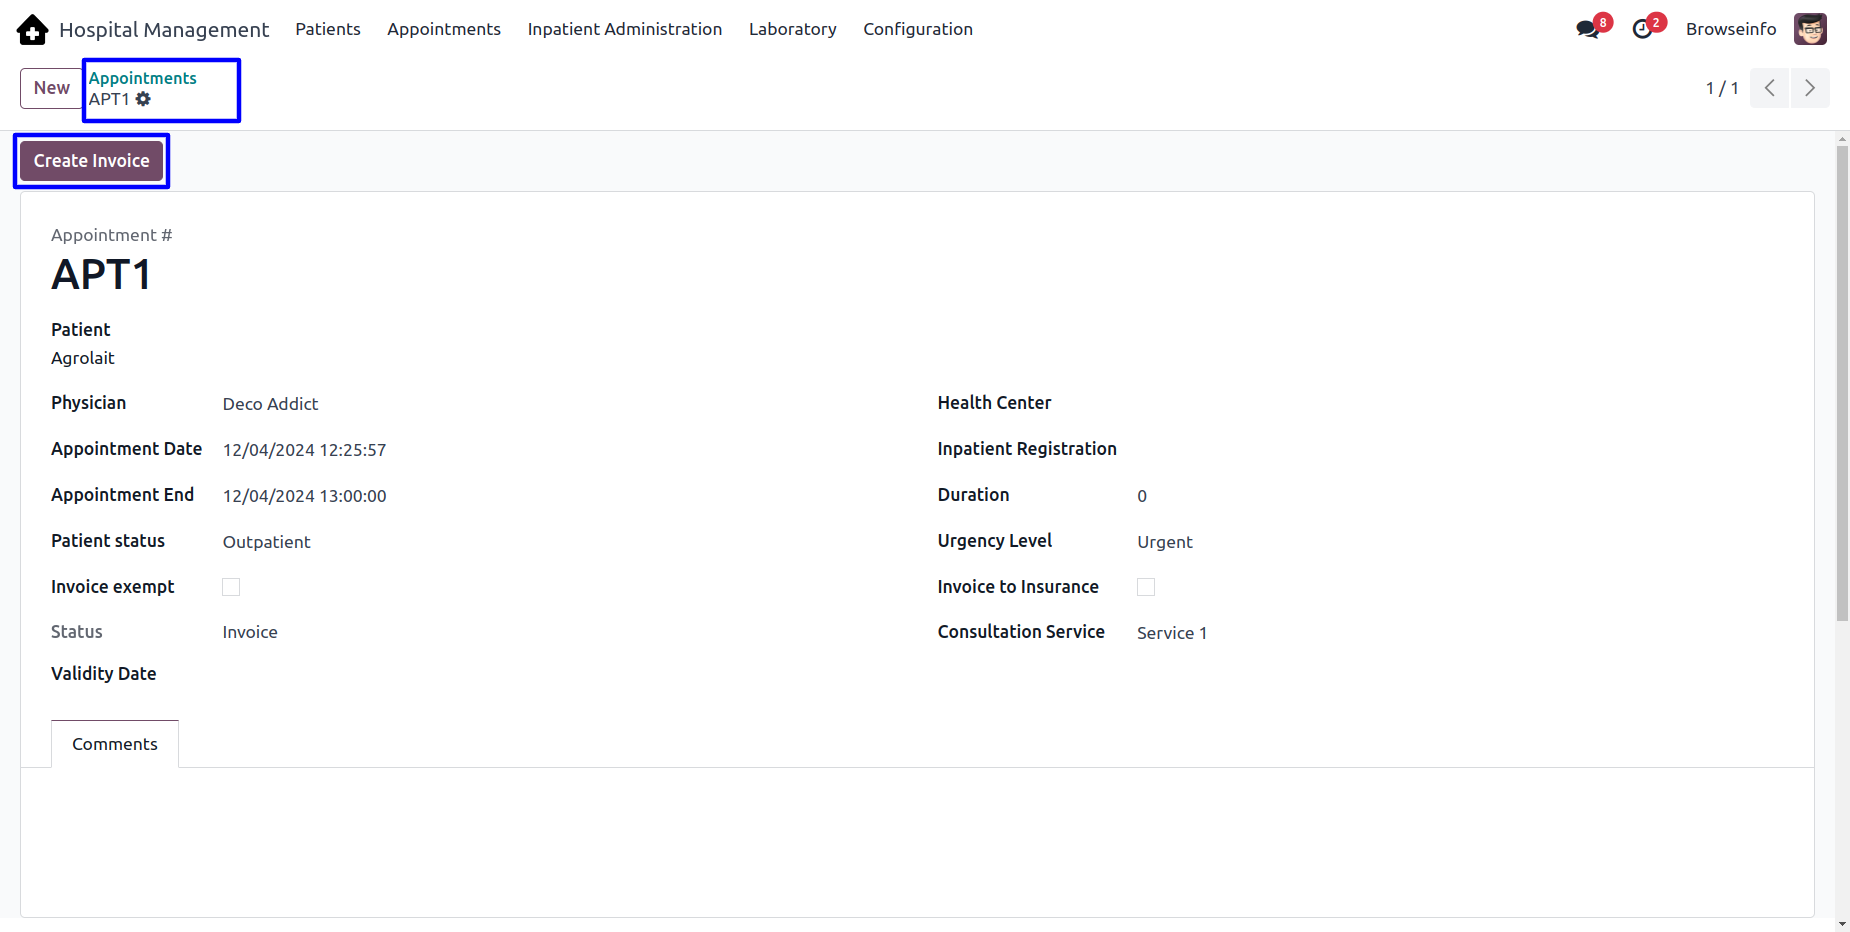 Hospital Management Patients Appointments Inpatient Administration Laboratory Configuration 8 2 Browseinfo
New Appointments
APT1
1 / 1
Create Invoice
Appointment #
APT1
Patient
Agrolait
Physician Deco Addict Health Center
Appointment Date 12/04/2024 12:25:57 Inpatient Registration
Appointment End 12/04/2024 13:00:00 Duration 0
Patient status Outpatient Urgency Level Urgent
Invoice exempt Invoice to Insurance
Status Invoice Consultation Service Service 1
Validity Date
Comments